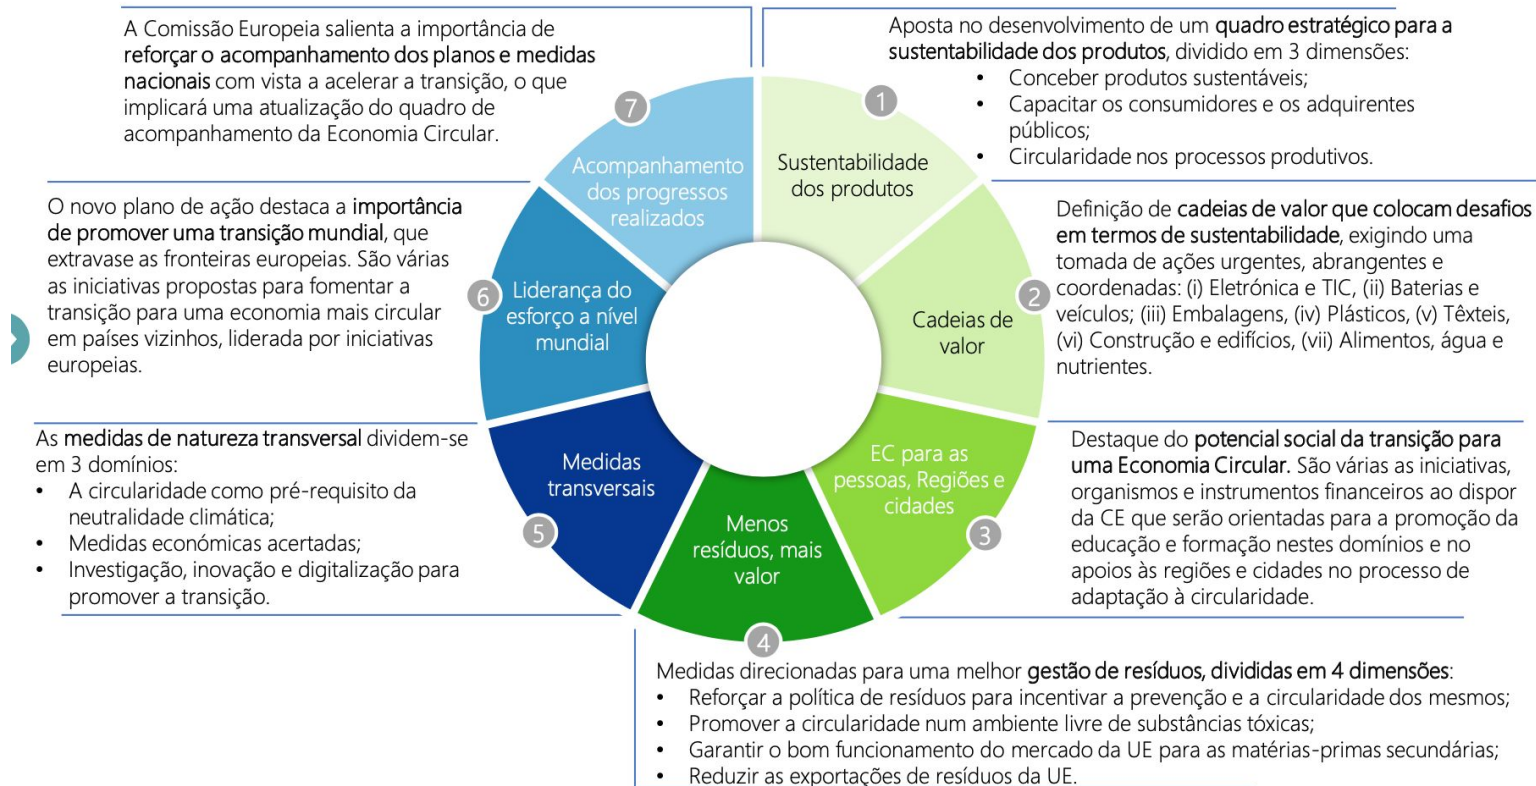 Aposta no desenvolvimento de um quadro estratégico para a
sustentabilidade dos produtos, dividido em 3 dimensões:
• Conceber produtos sustentáveis;
• Capacitar os consumidores e os adquirentes
públicos;
• Circularidade nos processos produtivos.
1
Sustentabilidade
dos produtos
Definição de cadeias de valor que colocam desafios
em termos de sustentabilidade, exigindo uma
tomada de ações urgentes, abrangentes e
coordenadas: (i) Eletrónica e TIC, (ii) Baterias e
veículos; (iii) Embalagens, (iv) Plásticos, (v) Têxteis,
(vi) Construção e edifícios, (vii) Alimentos, água e
nutrientes.
2
Cadeias de
valor
Destaque do potencial social da transição para
uma Economia Circular. São várias as iniciativas,
organismos e instrumentos financeiros ao dispor
da CE que serão orientadas para a promoção da
educação e formação nestes domínios e no
apoios às regiões e cidades no processo de
adaptação à circularidade.
3
EC para as
pessoas, Regiões e
cidades
4
Menos
resíduos, mais
valor
Medidas direcionadas para uma melhor gestão de resíduos, divididas em 4 dimensões:
• Reforçar a política de resíduos para incentivar a prevenção e a circularidade dos mesmos;
• Promover a circularidade num ambiente livre de substâncias tóxicas;
• Garantir o bom funcionamento do mercado da UE para as matérias-primas secundárias;
• Reduzir as exportações de resíduos da UE.
5
Medidas
transversais
As medidas de natureza transversal dividem-se
em 3 domínios:
• A circularidade como pré-requisito da
neutralidade climática;
• Medidas económicas acertadas;
• Investigação, inovação e digitalização para
promover a transição.
6
Liderança do
esforço a nível
mundial
O novo plano de ação destaca a importância
de promover uma transição mundial, que
extravase as fronteiras europeias. São várias
as iniciativas propostas para fomentar a
transição para uma economia mais circular
em países vizinhos, liderada por iniciativas
europeias.
7
Acompanhamento
dos progressos
realizados
A Comissão Europeia salienta a importância de
reforçar o acompanhamento dos planos e medidas
nacionais com vista a acelerar a transição, o que
implicará uma atualização do quadro de
acompanhamento da Economia Circular.